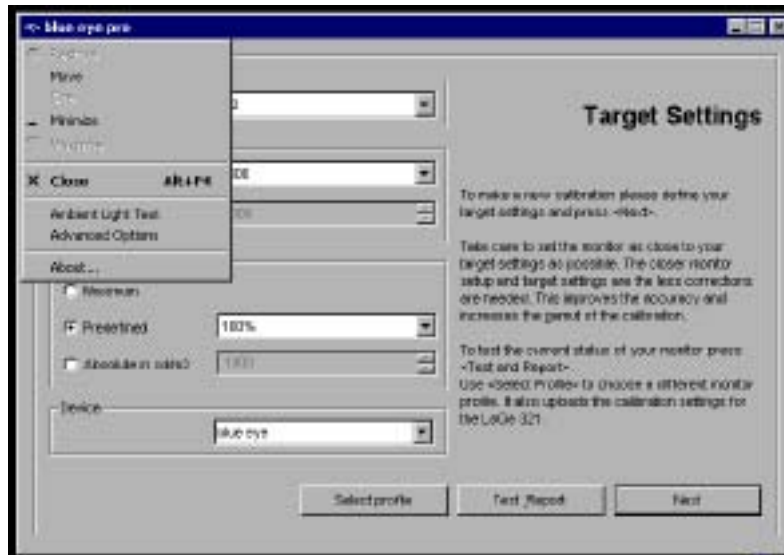 blue eye pro
Restore
Move
Size
Minimize
Maximize
Close Alt+F4
Ambient Light Test
Advanced Options
About...
Maximum
Predefined 100%
Absolute in cd/m2
Device
blue eye
Target Settings
To make a new calibration please define your
target settings and press <Next>.
Take care to set the monitor as close to your
target settings as possible. The closer monitor
setup and target settings are the less corrections
are needed. This improves the accuracy and
increases the gamut of the calibration.
To test the current status of your monitor press
<Test and Report>.
Use <Select Profile> to choose a different monitor
profile. It also uploads the calibration settings for
the LaCie 321.
Select profile
Test_Report
Next